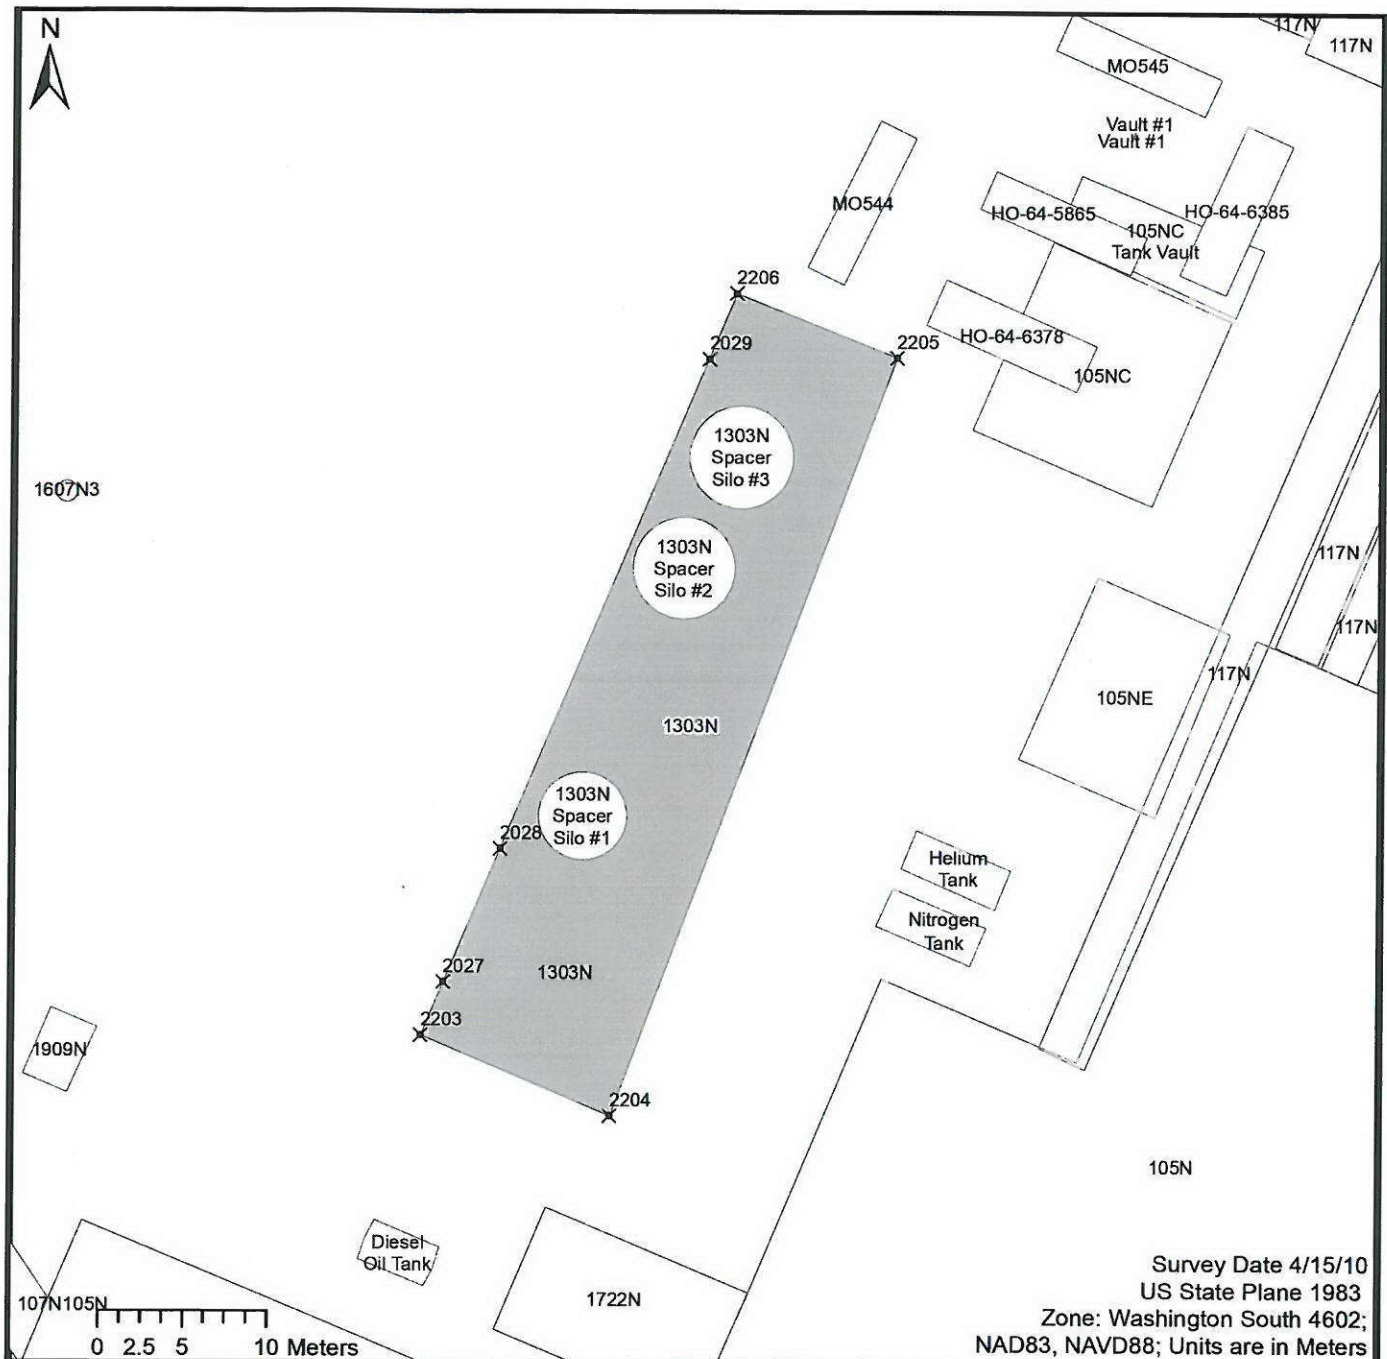 N
117N
117N
MO545
Vault #1
Vault #1
MO544
HO-64-5865
HO-64-6385
105NC
Tank Vault
2206
HO-64-6378
2029
2205
105NC
1303N
Spacer
Silo #3
1607N3
1303N
Spacer
Silo #2
117N
117N
117N
105NE
1303N
1303N
Spacer
Silo #1
2028
Helium
Tank
Nitrogen
Tank
2027
1303N
2203
1909N
2204
105N
Diesel
Oil Tank
1722N
107N
105N
0 2.5 5 10 Meters
Survey Date 4/15/10
US State Plane 1983
Zone: Washington South 4602;
NAD83, NAVD88; Units are in Meters